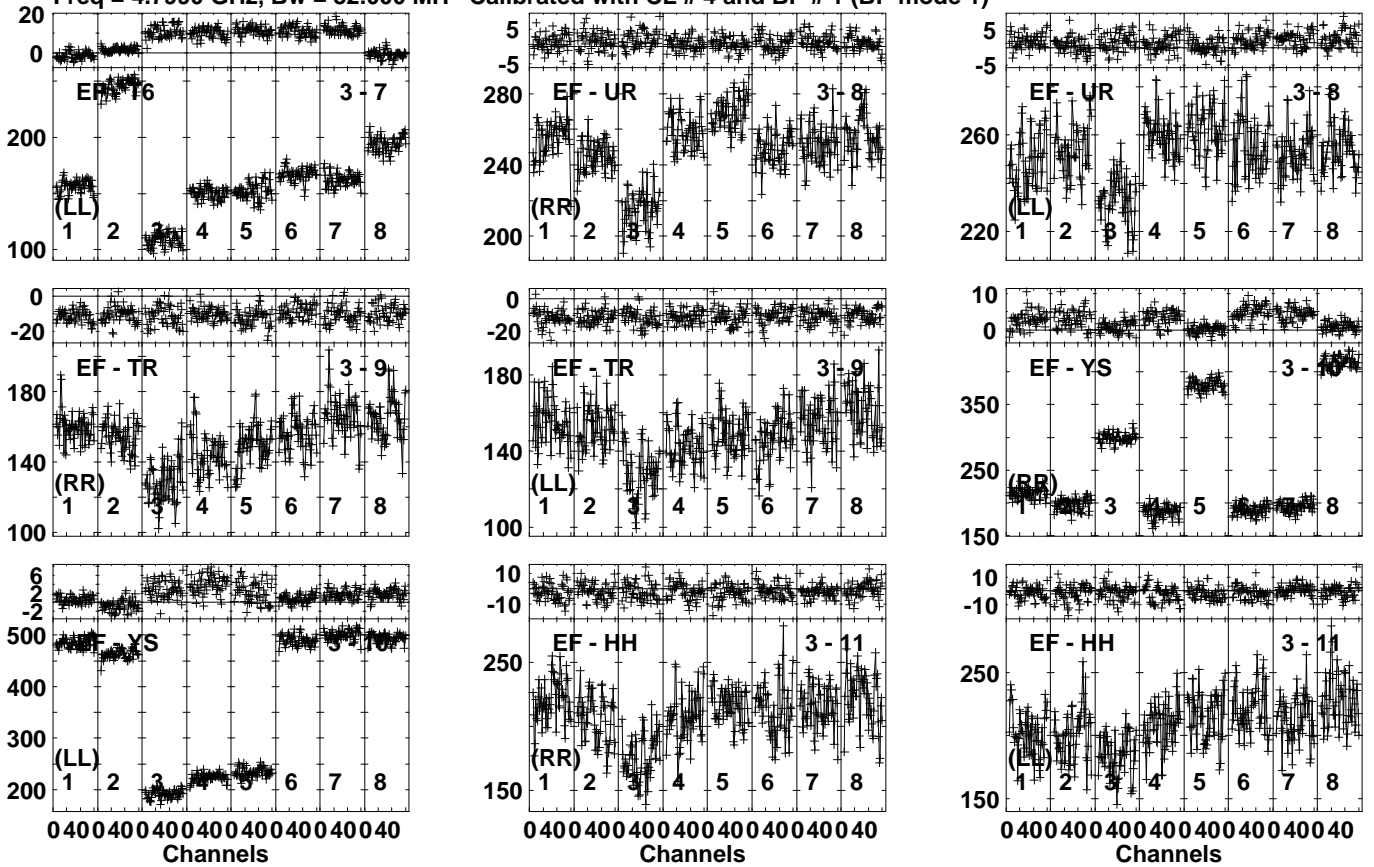 Freq = 4.7990 GHz, Bw = 32.000 MH Calibrated with CL # 4 and BP # 1 (BP mode 1)
20
0
EF - T6 3 - 7
200
100
(LL)
1 2 3 4 5 6 7 8
5
-5
EF - UR 3 - 8
280
240
200
(RR)
1 2 3 4 5 6 7 8
5
-5
EF - UR 3 - 8
260
220
(LL)
1 2 3 4 5 6 7 8
0
-20
EF - TR 3 - 9
180
140
100
(RR)
1 2 3 4 5 6 7 8
0
-20
EF - TR 3 - 9
180
140
100
(LL)
1 2 3 4 5 6 7 8
10
0
EF - YS 3 - 10
350
250
150
(RR)
1 2 3 4 5 6 7 8
6
2
-2
EF - YS 3 - 10
500
400
300
200
(LL)
1 2 3 4 5 6 7 8
0 40 0 40 0 40 0 40 0 40 0 40 0 40 0 40
Channels
10
-10
EF - HH 3 - 11
250
150
(RR)
1 2 3 4 5 6 7 8
0 40 0 40 0 40 0 40 0 40 0 40 0 40 0 40
Channels
10
-10
EF - HH 3 - 11
250
150
(LL)
1 2 3 4 5 6 7 8
0 40 0 40 0 40 0 40 0 40 0 40 0 40 0 40
Channels